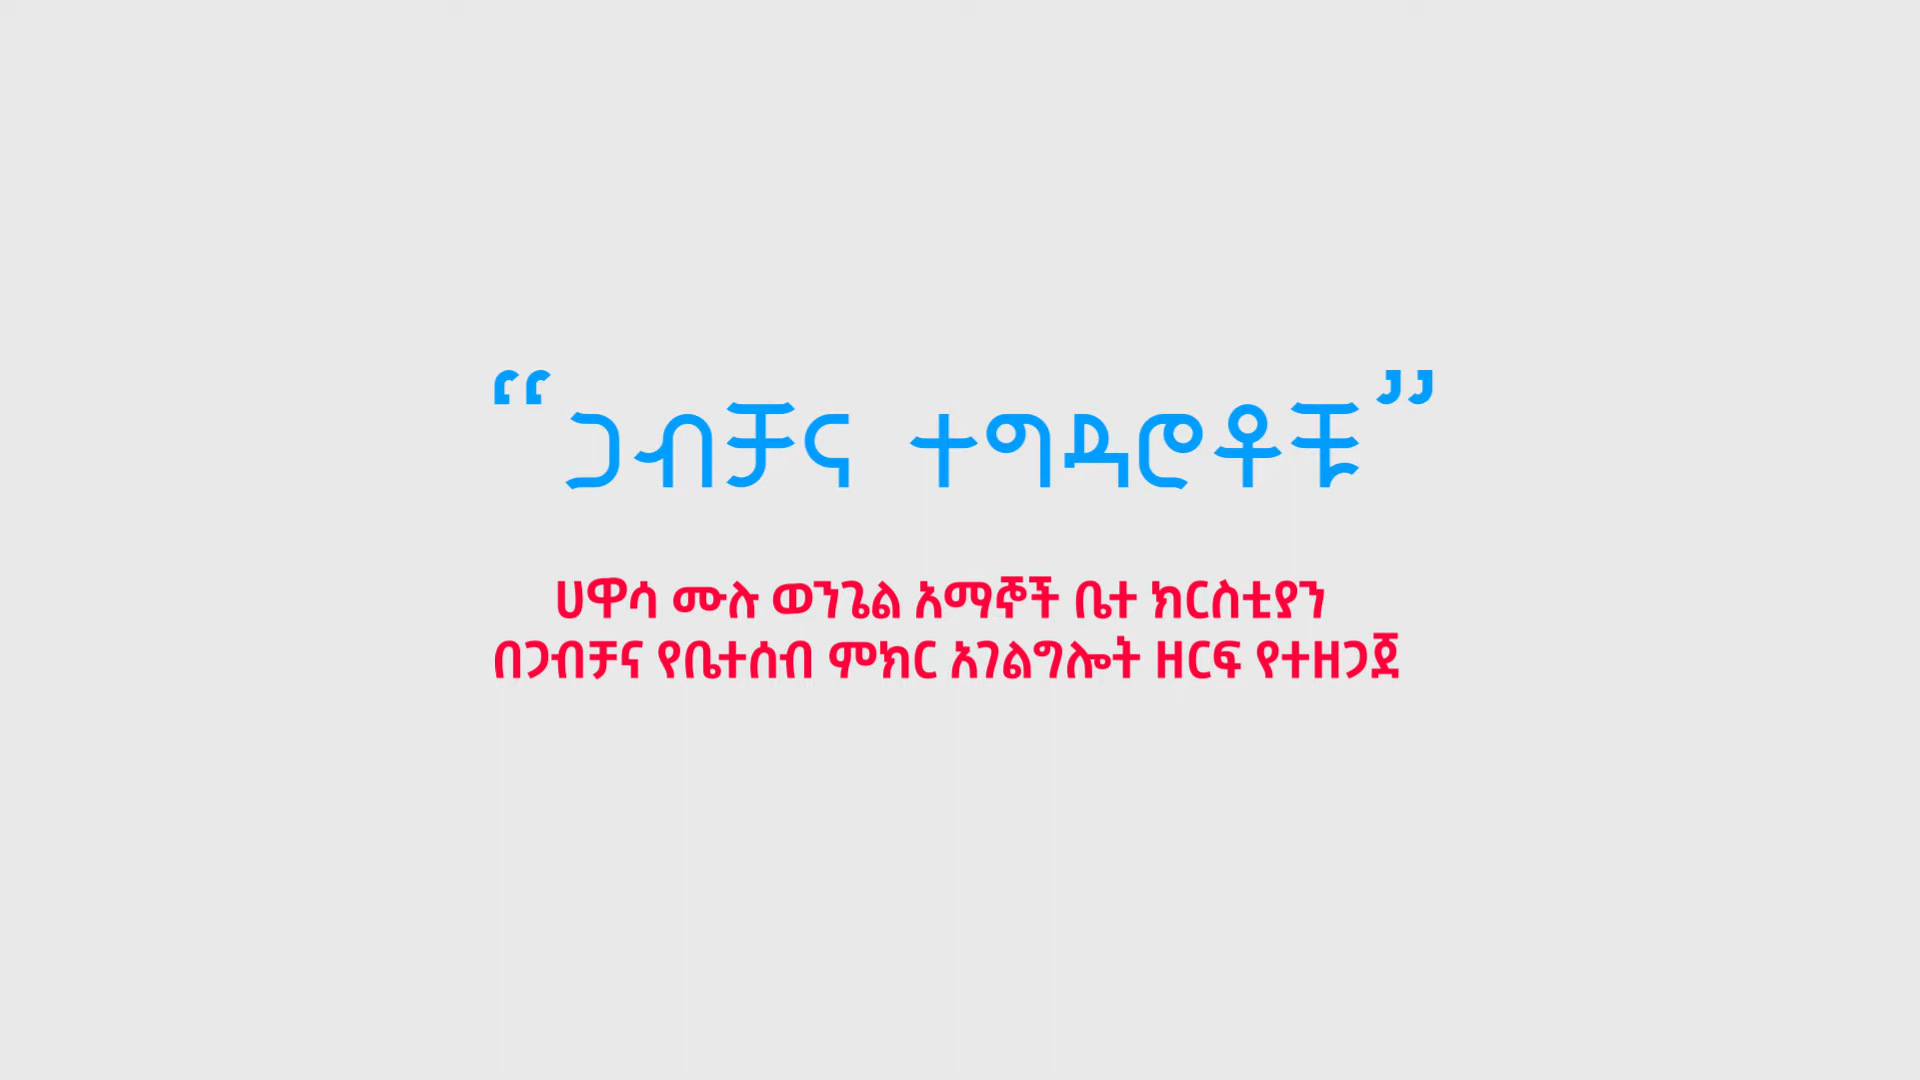 “ጋብቻና ተግዳሮቶቹ”
ሀዋሳ ሙሉ ወንጌል አማኞች ቤተ ክርስቲያን
በጋብቻና የቤተሰብ ምክር አገልግሎት ዘርፍ የተዘጋጀ